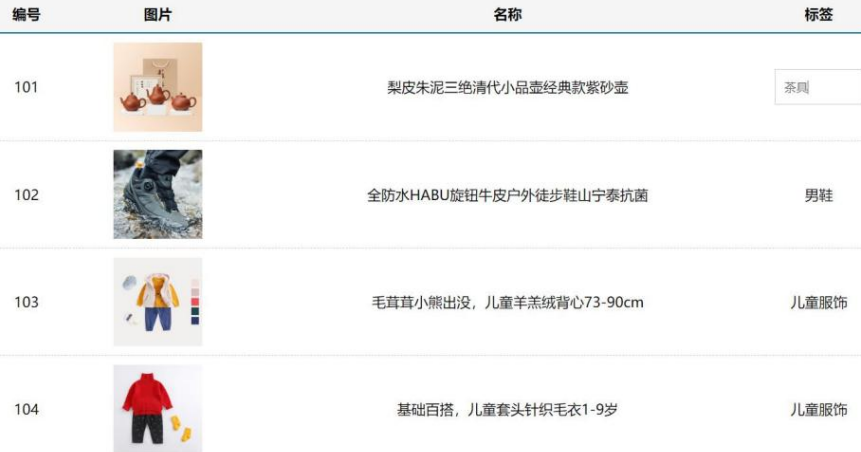 编号 图片 名称 标签
101 梨皮朱泥三绝清代小品壶经典款紫砂壶 茶具
102 全防水HABU旋钮牛皮户外徒步鞋山宁泰抗菌 男鞋
103 毛茸茸小熊出没，儿童羊羔绒背心73-90cm 儿童服饰
104 基础百搭，儿童套头针织毛衣1-9岁 儿童服饰